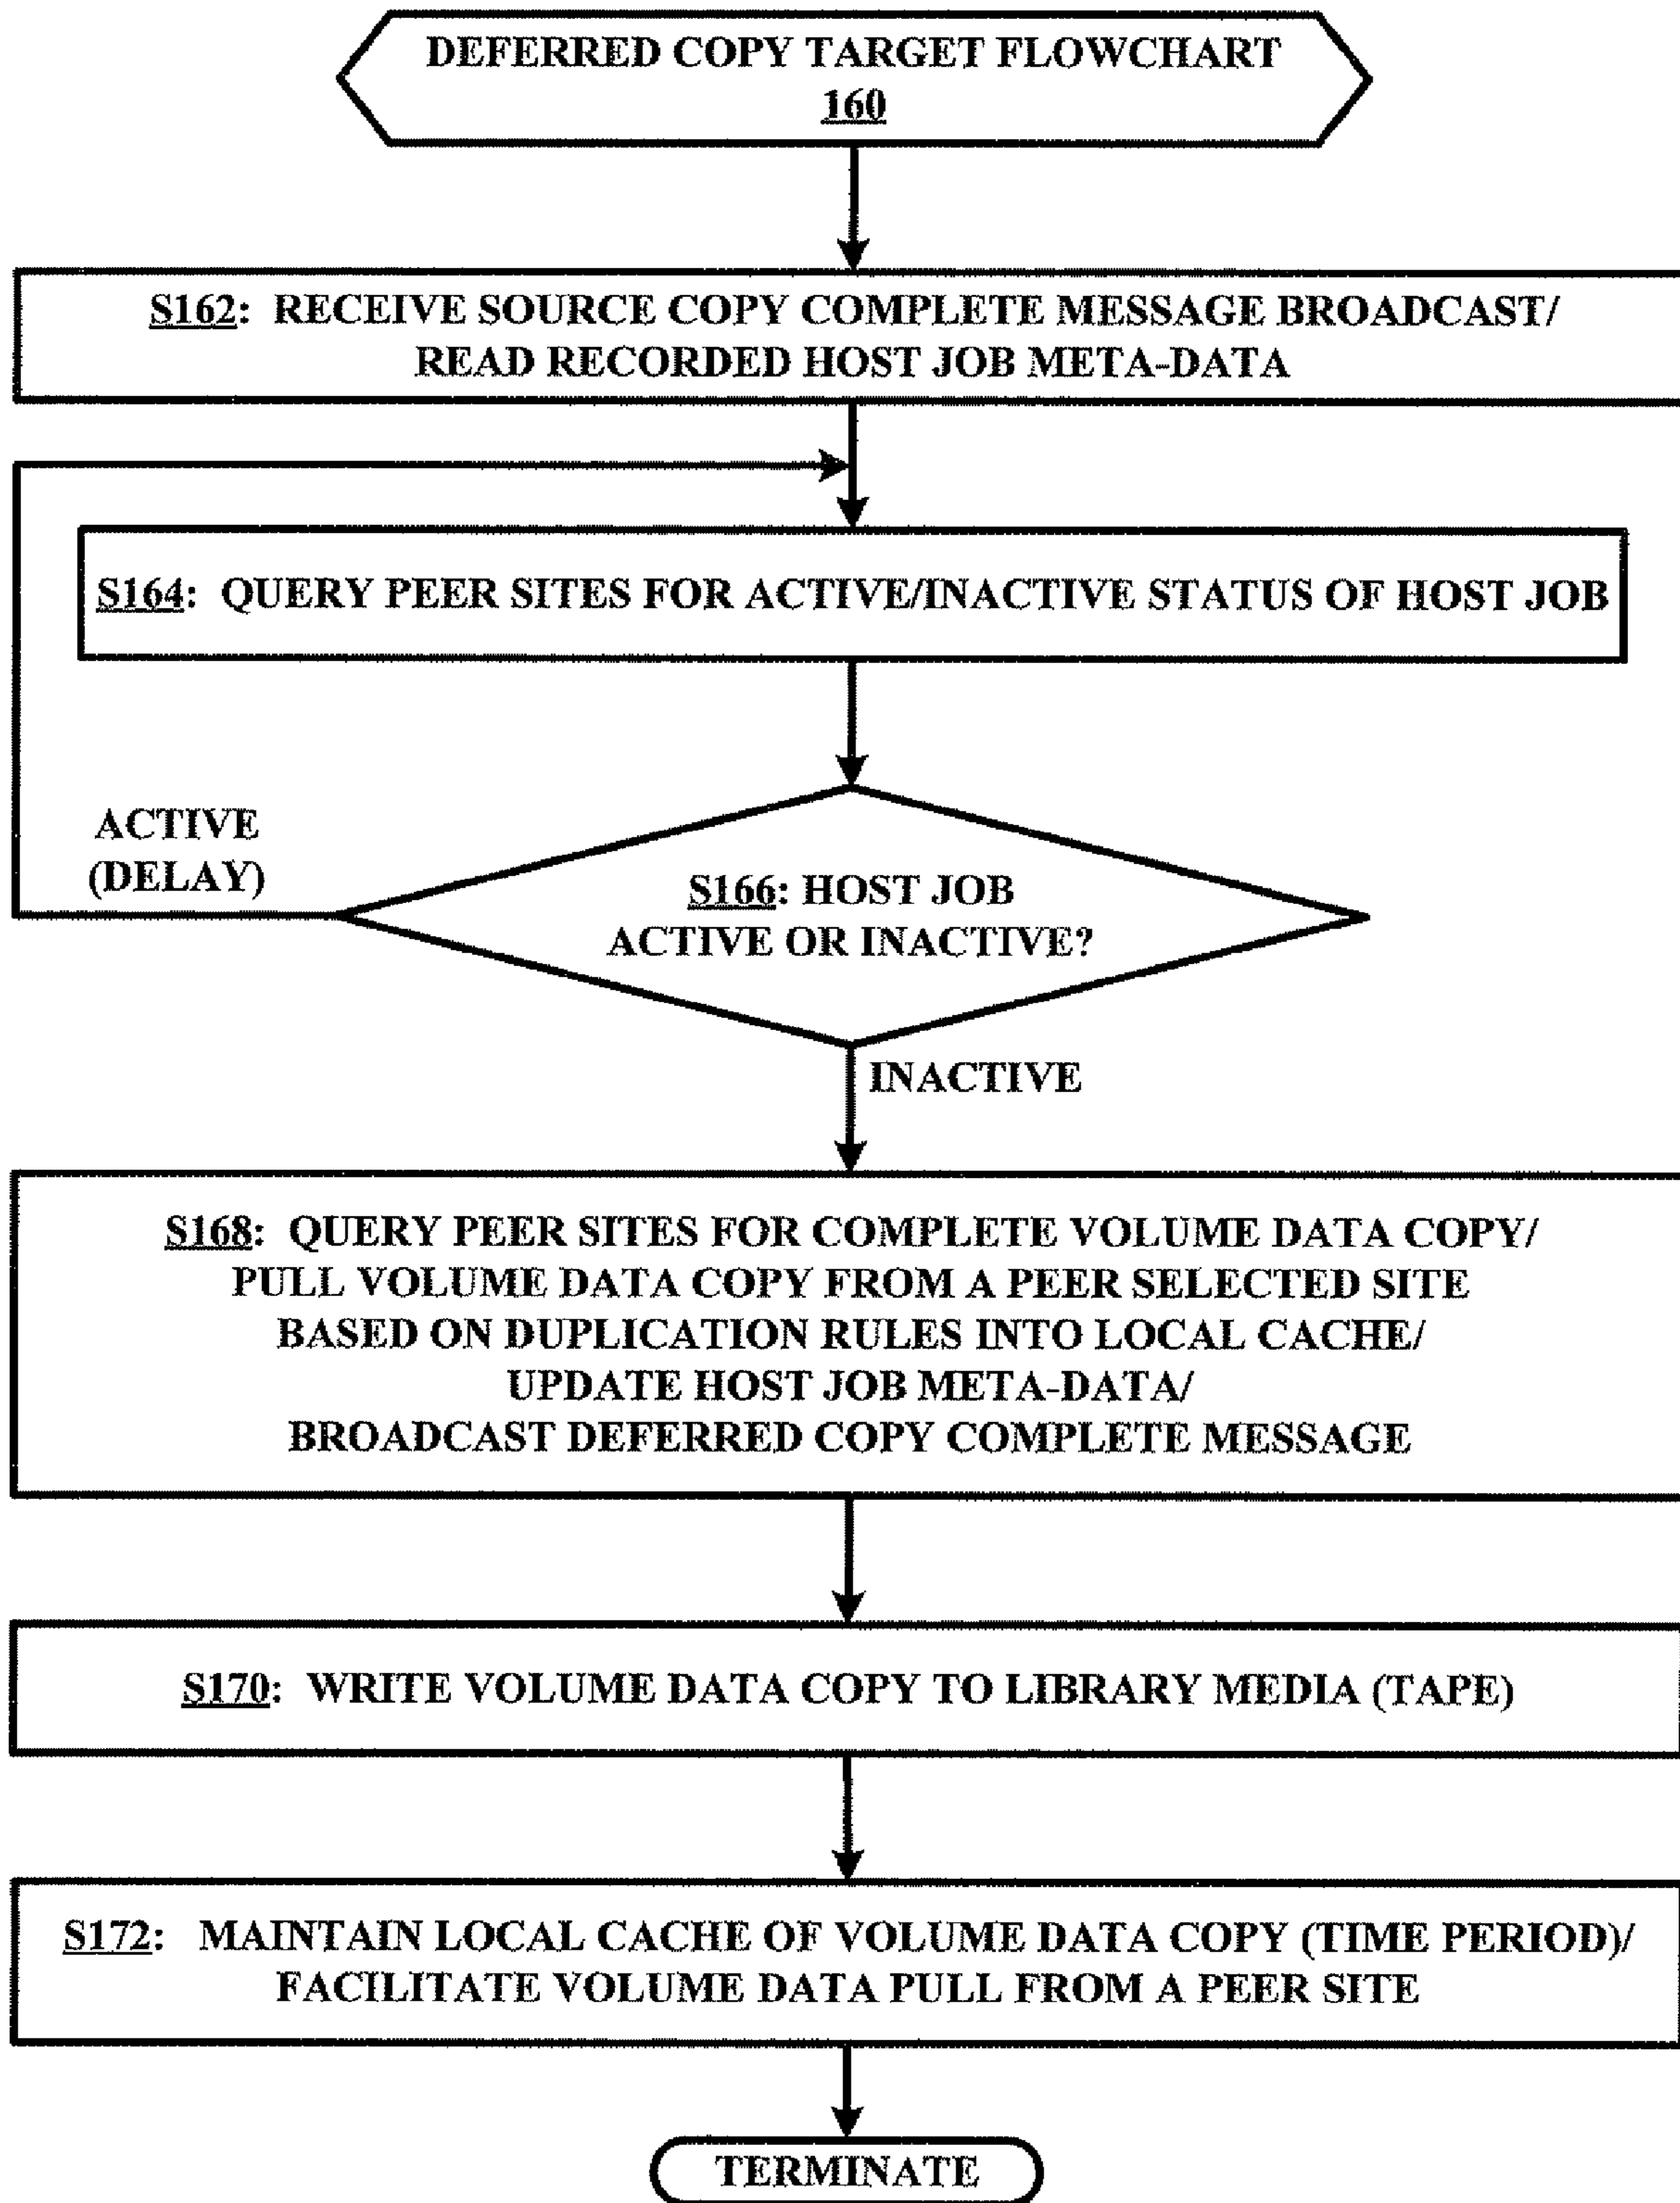 DEFERRED COPY TARGET FLOWCHART
160
S162: RECEIVE SOURCE COPY COMPLETE MESSAGE BROADCAST/
READ RECORDED HOST JOB META-DATA
S164: QUERY PEER SITES FOR ACTIVE/INACTIVE STATUS OF HOST JOB
ACTIVE
(DELAY)
S166: HOST JOB
ACTIVE OR INACTIVE?
INACTIVE
S168: QUERY PEER SITES FOR COMPLETE VOLUME DATA COPY/
PULL VOLUME DATA COPY FROM A PEER SELECTED SITE
BASED ON DUPLICATION RULES INTO LOCAL CACHE/
UPDATE HOST JOB META-DATA/
BROADCAST DEFERRED COPY COMPLETE MESSAGE
S170: WRITE VOLUME DATA COPY TO LIBRARY MEDIA (TAPE)
S172: MAINTAIN LOCAL CACHE OF VOLUME DATA COPY (TIME PERIOD)/
FACILITATE VOLUME DATA PULL FROM A PEER SITE
TERMINATE